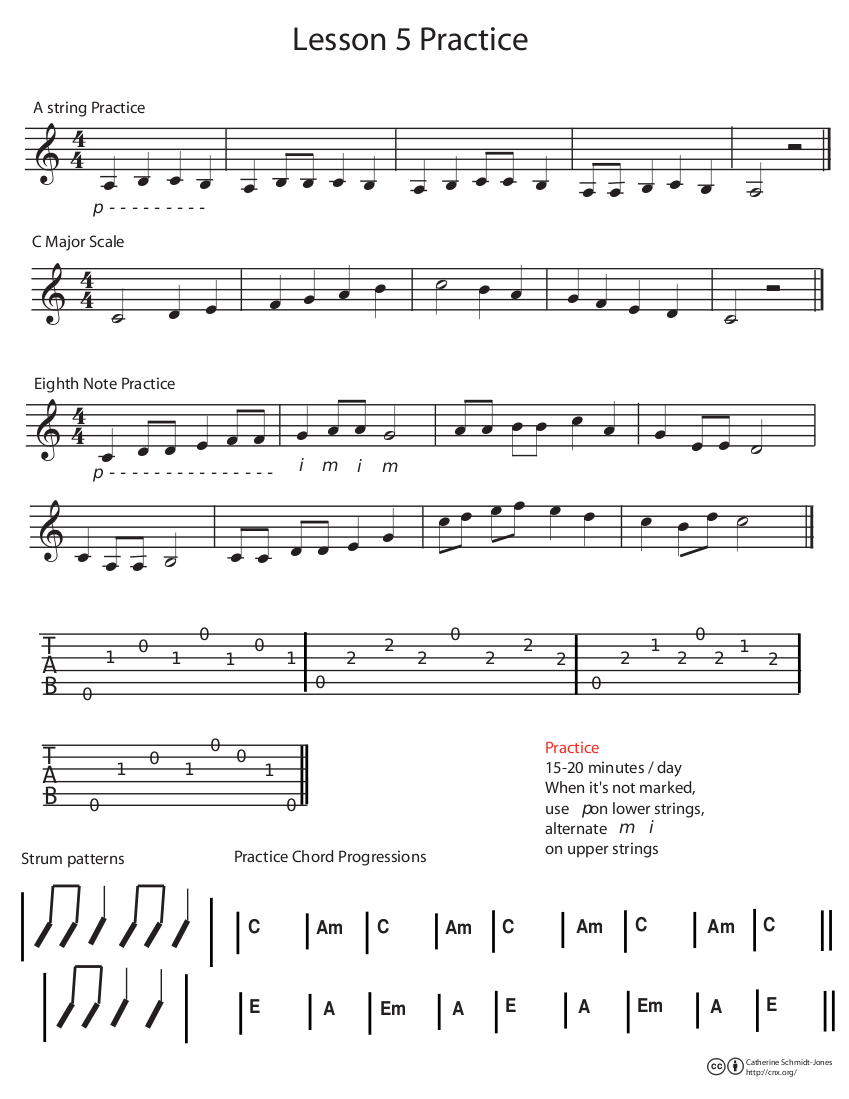 Lesson 5 Practice
A string Practice
4
4
p - - - - - - - - -
C Major Scale
4
4
Eighth Note Practice
4
4
p - - - - - - - - - - - - - - - i m i m
T
A
B
0 1 0 1 0 1 0 1 0 2 2 2 0 2 2 2 0 2 1 2 0 2 1 2
T
A
B
0 1 0 1 0 0 1 0
Practice
15-20 minutes / day
When it's not marked,
use p on lower strings,
alternate m i
on upper strings
Strum patterns
Practice Chord Progressions
C Am C Am C Am C Am C
E A Em A E A Em A E
cc
Catherine Schmidt-Jones
http://cnx.org/